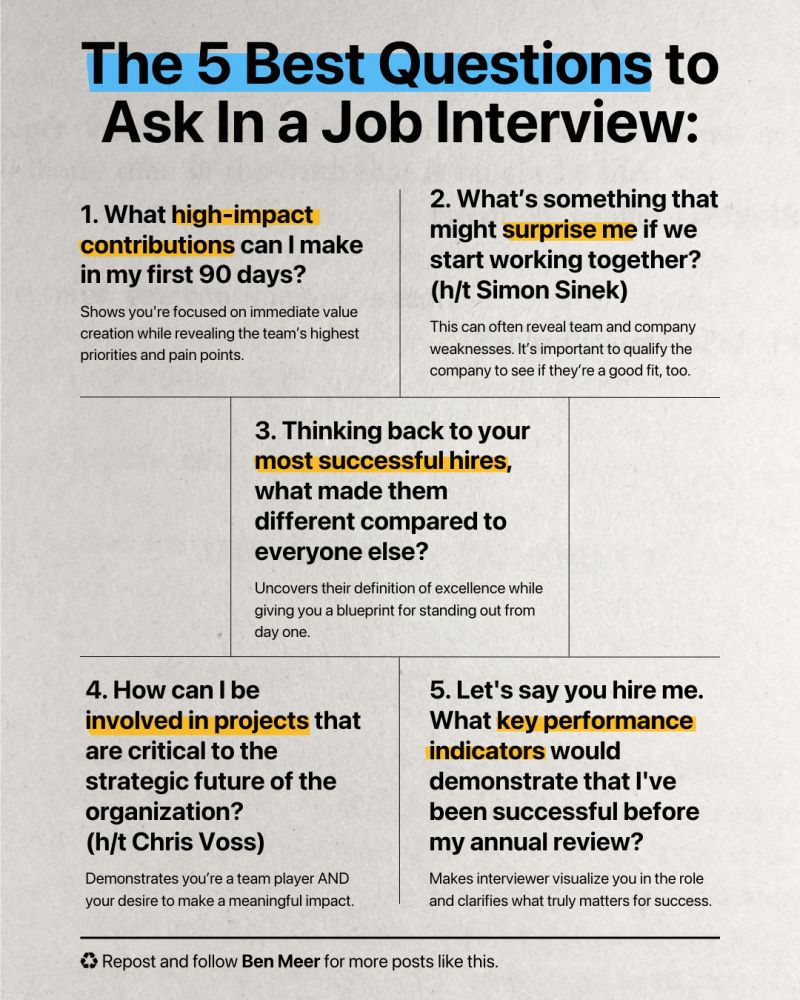 The 5 Best Questions to
Ask In a Job Interview:
1. What high-impact
contributions can I make
in my first 90 days?
Shows you're focused on immediate value
creation while revealing the team’s highest
priorities and pain points.
2. What’s something that
might surprise me if we
start working together?
(h/t Simon Sinek)
This can often reveal team and company
weaknesses. It’s important to qualify the
company to see if they’re a good fit, too.
3. Thinking back to your
most successful hires,
what made them
different compared to
everyone else?
Uncovers their definition of excellence while
giving you a blueprint for standing out from
day one.
4. How can I be
involved in projects that
are critical to the
strategic future of the
organization?
(h/t Chris Voss)
Demonstrates you’re a team player AND
your desire to make a meaningful impact.
5. Let's say you hire me.
What key performance
indicators would
demonstrate that I've
been successful before
my annual review?
Makes interviewer visualize you in the role
and clarifies what truly matters for success.
Repost and follow Ben Meer for more posts like this.